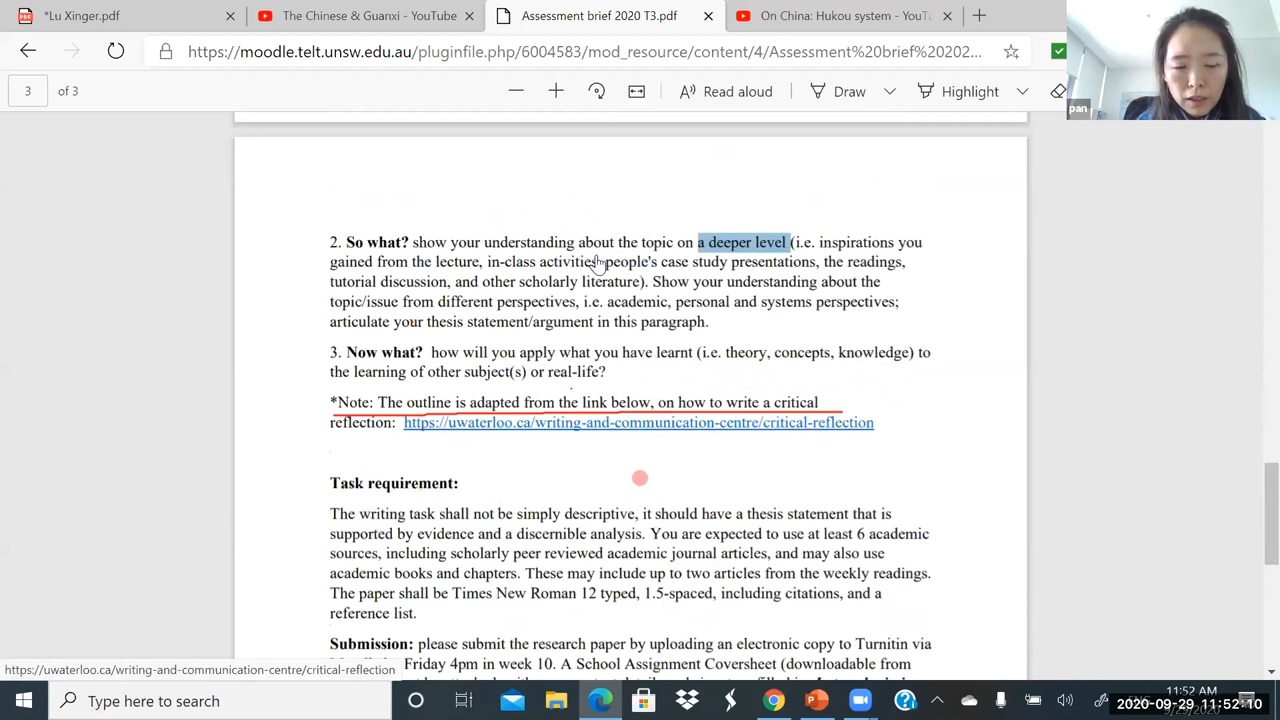 *Lu Xinger.pdf
The Chinese & Guanxi - YouTube
Assessment brief 2020 T3.pdf
On China: Hukou system - YouTu
https://moodle.telt.unsw.edu.au/pluginfile.php/6004583/mod_resource/content/4/Assessment%20brief%20202...
3 of 3
Read aloud
Draw
Highlight
pan
2. So what? show your understanding about the topic on a deeper level (i.e. inspirations you
gained from the lecture, in-class activities, people's case study presentations, the readings,
tutorial discussion, and other scholarly literature). Show your understanding about the
topic/issue from different perspectives, i.e. academic, personal and systems perspectives;
articulate your thesis statement/argument in this paragraph.
3. Now what? how will you apply what you have learnt (i.e. theory, concepts, knowledge) to
the learning of other subject(s) or real-life?
*Note: The outline is adapted from the link below, on how to write a critical
reflection: https://uwaterloo.ca/writing-and-communication-centre/critical-reflection
Task requirement:
The writing task shall not be simply descriptive, it should have a thesis statement that is
supported by evidence and a discernible analysis. You are expected to use at least 6 academic
sources, including scholarly peer reviewed academic journal articles, and may also use
academic books and chapters. These may include up to two articles from the weekly readings.
The paper shall be Times New Roman 12 typed, 1.5-spaced, including citations, and a
reference list.
Submission: please submit the research paper by uploading an electronic copy to Turnitin via
Friday 4pm in week 10. A School Assignment Coversheet (downloadable from
https://uwaterloo.ca/writing-and-communication-centre/critical-reflection
Type here to search
ENG
11:52 AM
2020-09-29 11:52:10